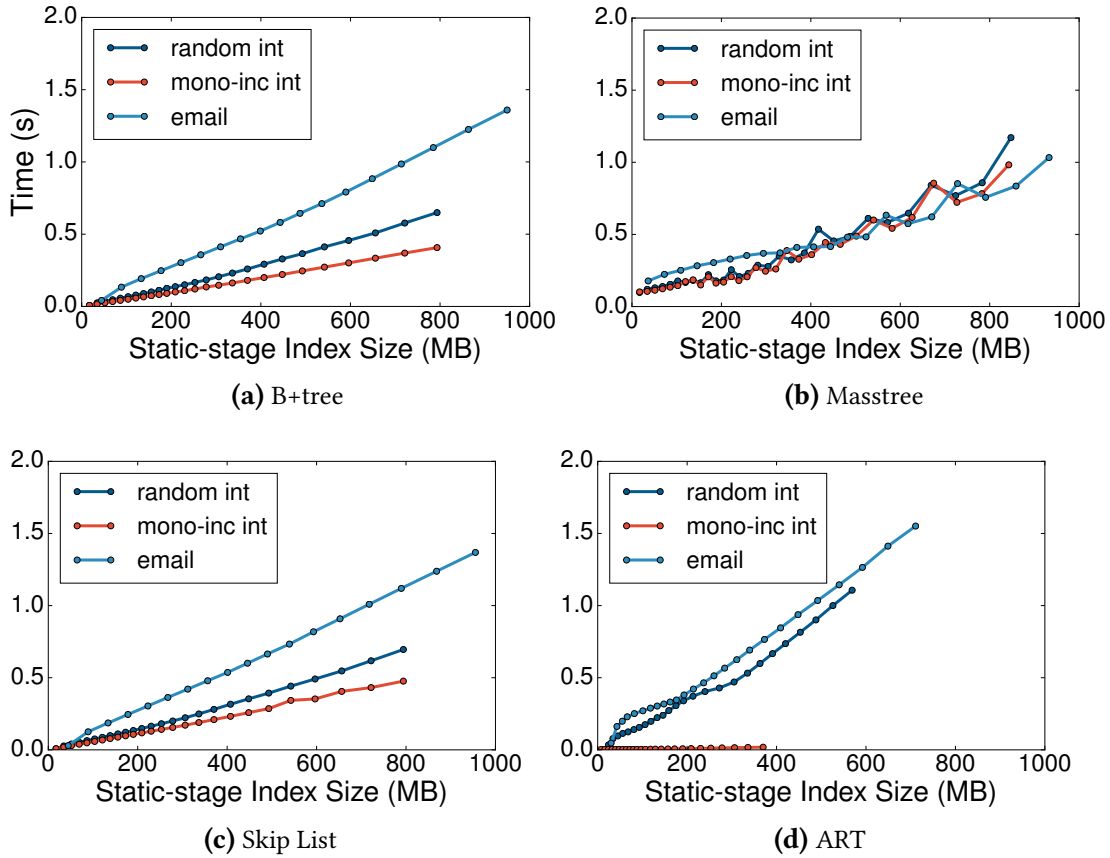 2.0
1.5
1.0
0.5
0.0
Time (s)
random int
mono-inc int
email
0 200 400 600 800 1000
Static-stage Index Size (MB)
(a) B+tree
2.0
1.5
1.0
0.5
0.0
random int
mono-inc int
email
0 200 400 600 800 1000
Static-stage Index Size (MB)
(b) Masstree
2.0
1.5
1.0
0.5
0.0
random int
mono-inc int
email
0 200 400 600 800 1000
Static-stage Index Size (MB)
(c) Skip List
2.0
1.5
1.0
0.5
0.0
random int
mono-inc int
email
0 200 400 600 800 1000
Static-stage Index Size (MB)
(d) ART